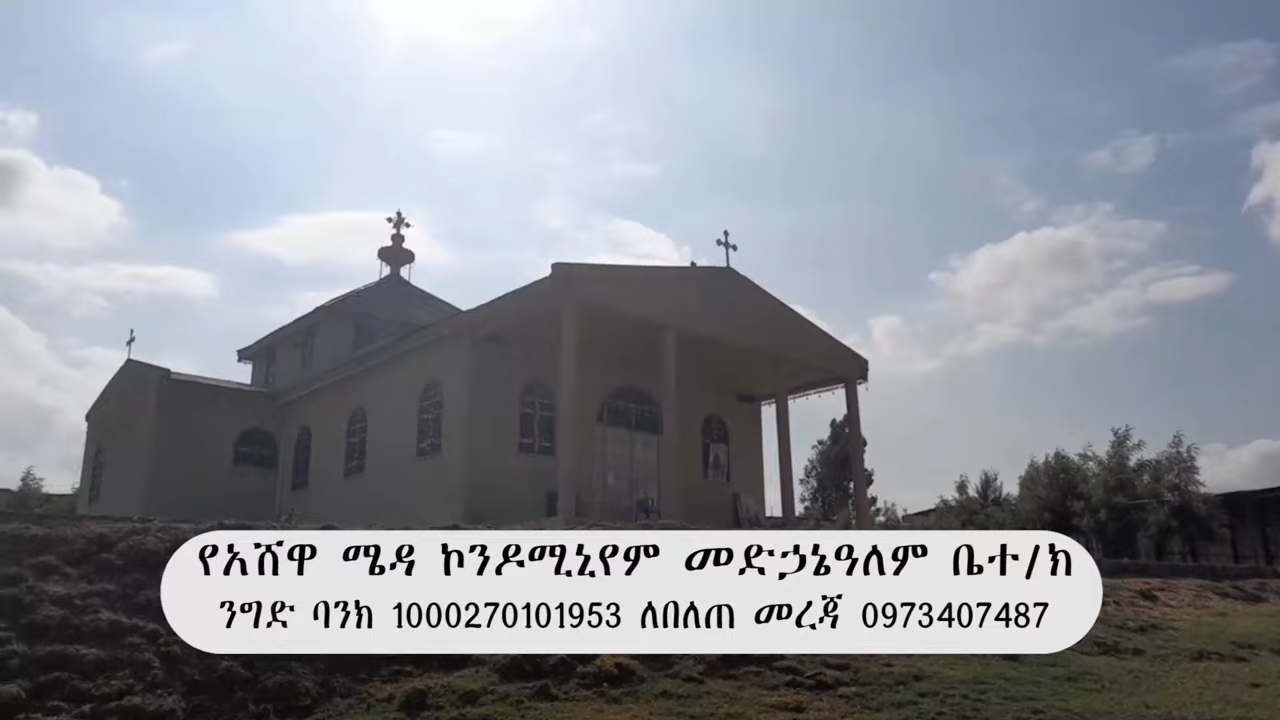 የአሸዋ ሜዳ ኮንዶሚኒየም መድኃኔዓለም ቤተ/ክ
ንግድ ባንክ 1000270101953 ለበለጠ መረጃ 0973407487